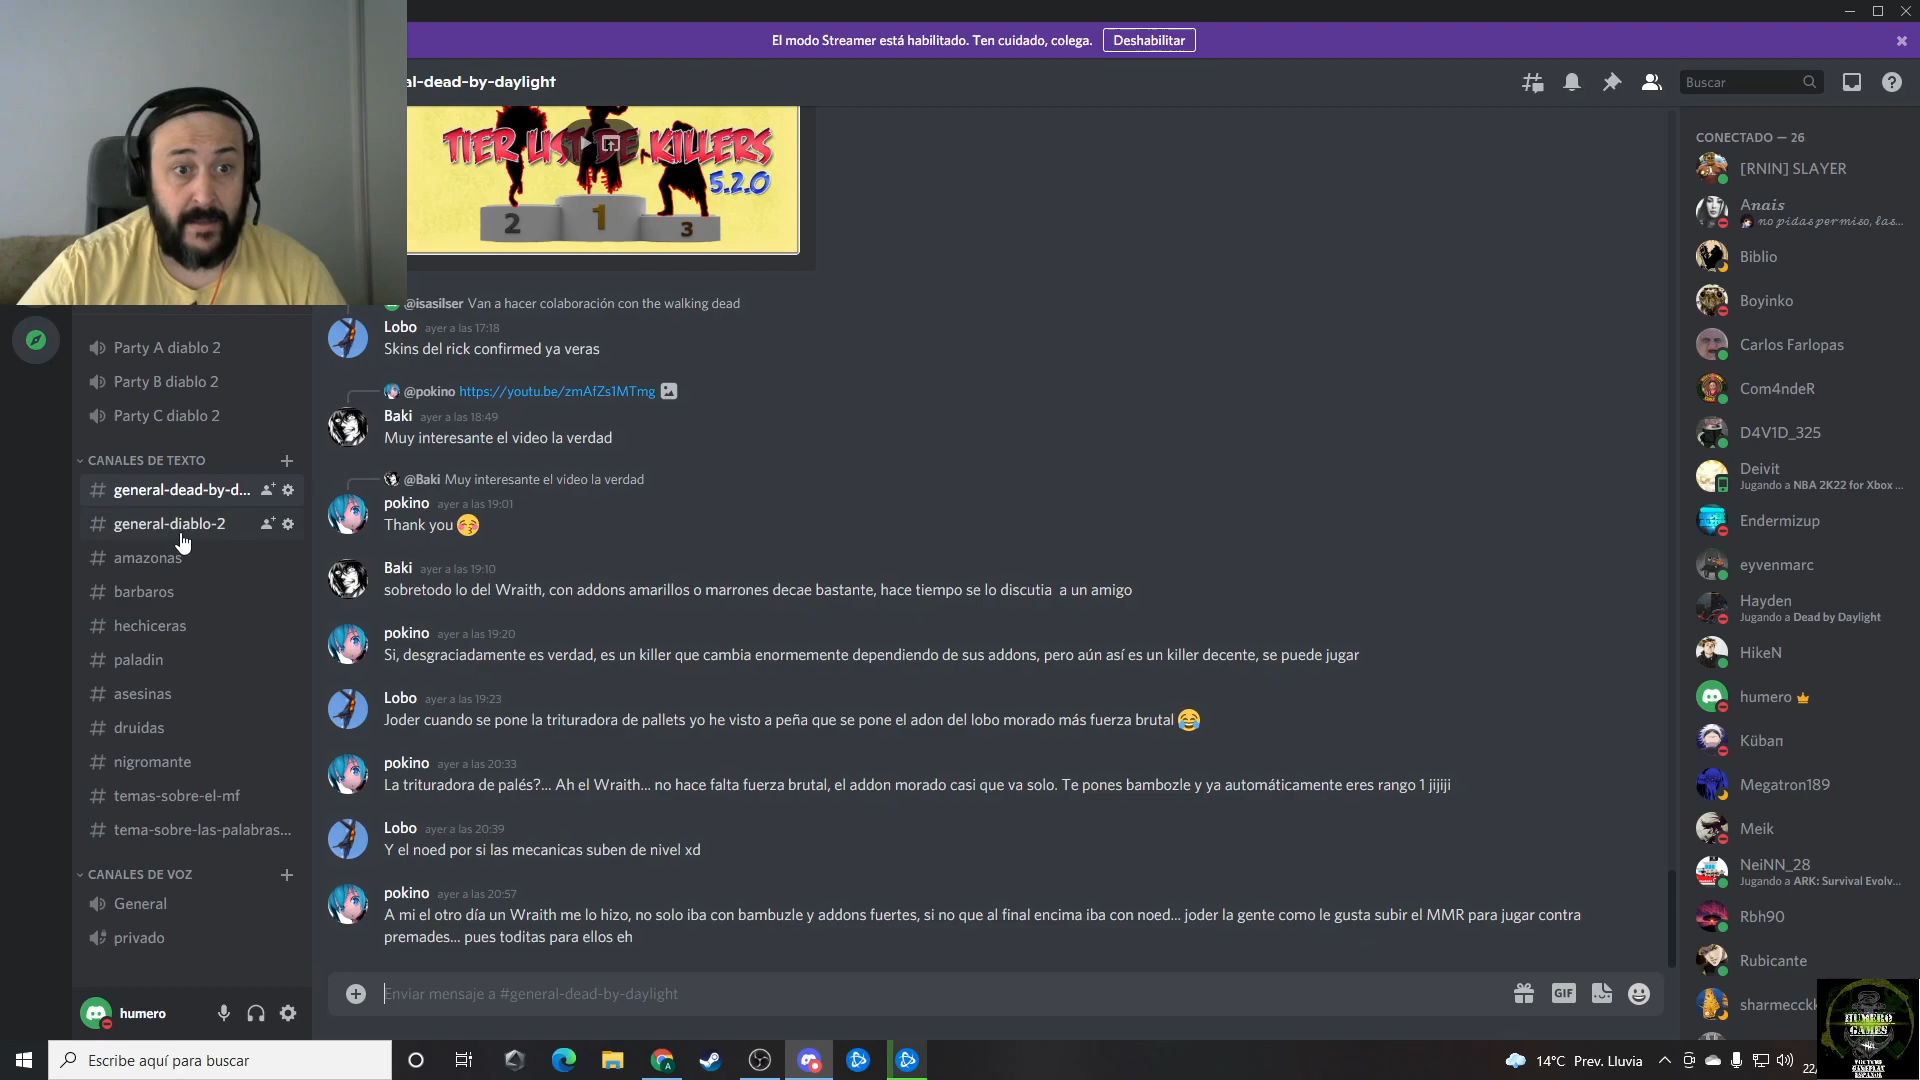 El modo Streamer está habilitado. Ten cuidado, colega.
Deshabilitar
al-dead-by-daylight
Buscar
TIER LIST DE KILLERS
5.2.0
2
1
3
@isasilser Van a hacer colaboración con the walking dead
Lobo ayer a las 17:18
Skins del rick confirmed ya veras
@pokino https://youtu.be/zmAfZs1MTmg
Baki ayer a las 18:49
Muy interesante el video la verdad
@Baki Muy interesante el video la verdad
pokino ayer a las 19:01
Thank you
Baki ayer a las 19:10
sobretodo lo del Wraith, con addons amarillos o marrones decae bastante, hace tiempo se lo discutia a un amigo
pokino ayer a las 19:20
Si, desgraciadamente es verdad, es un killer que cambia enormemente dependiendo de sus addons, pero aún así es un killer decente, se puede jugar
Lobo ayer a las 19:23
Joder cuando se pone la trituradora de pallets yo he visto a peña que se pone el adon del lobo morado más fuerza brutal
pokino ayer a las 20:33
La trituradora de palés?... Ah el Wraith... no hace falta fuerza brutal, el addon morado casi que va solo. Te pones bambozle y ya automáticamente eres rango 1 jijiji
Lobo ayer a las 20:39
Y el noed por si las mecanicas suben de nivel xd
pokino ayer a las 20:57
A mi el otro día un Wraith me lo hizo, no solo iba con bambuzle y addons fuertes, si no que al final encima iba con noed... joder la gente como le gusta subir el MMR para jugar contra
premades... pues toditas para ellos eh
Enviar mensaje a #general-dead-by-daylight
GIF
Party A diablo 2
Party B diablo 2
Party C diablo 2
CANALES DE TEXTO
general-dead-by-d...
general-diablo-2
amazonas
barbaros
hechiceras
paladin
asesinas
druidas
nigromante
temas-sobre-el-mf
tema-sobre-las-palabras...
CANALES DE VOZ
General
privado
humero
CONECTADO — 26
[RNIN] SLAYER
Anais
no pidas permiso, las...
Biblio
Boyinko
Carlos Farlopas
Com4ndeR
D4V1D_325
Deivit
Jugando a NBA 2K22 for Xbox ...
Endermizup
eyvenmarc
Hayden
Jugando a Dead by Daylight
HikeN
humero
Küban
Megatron189
Meik
NeiNN_28
Jugando a ARK: Survival Evolv...
Rbh90
Rubicante
sharmecckk
HUMERO
GAMES
YOUTUBE
GAMEPLAY
ESPAÑOL
Escribe aquí para buscar
14°C Prev. Lluvia
22/